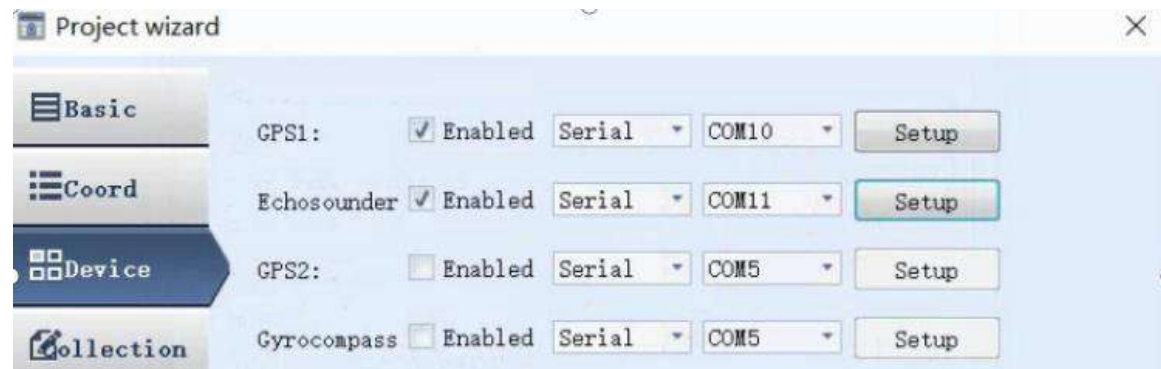 Project wizard
Basic
GPS1: Enabled Serial COM10 Setup
Coord
Echosounder Enabled Serial COM11 Setup
Device
GPS2: Enabled Serial COM5 Setup
Collection
Gyrocompass Enabled Serial COM5 Setup